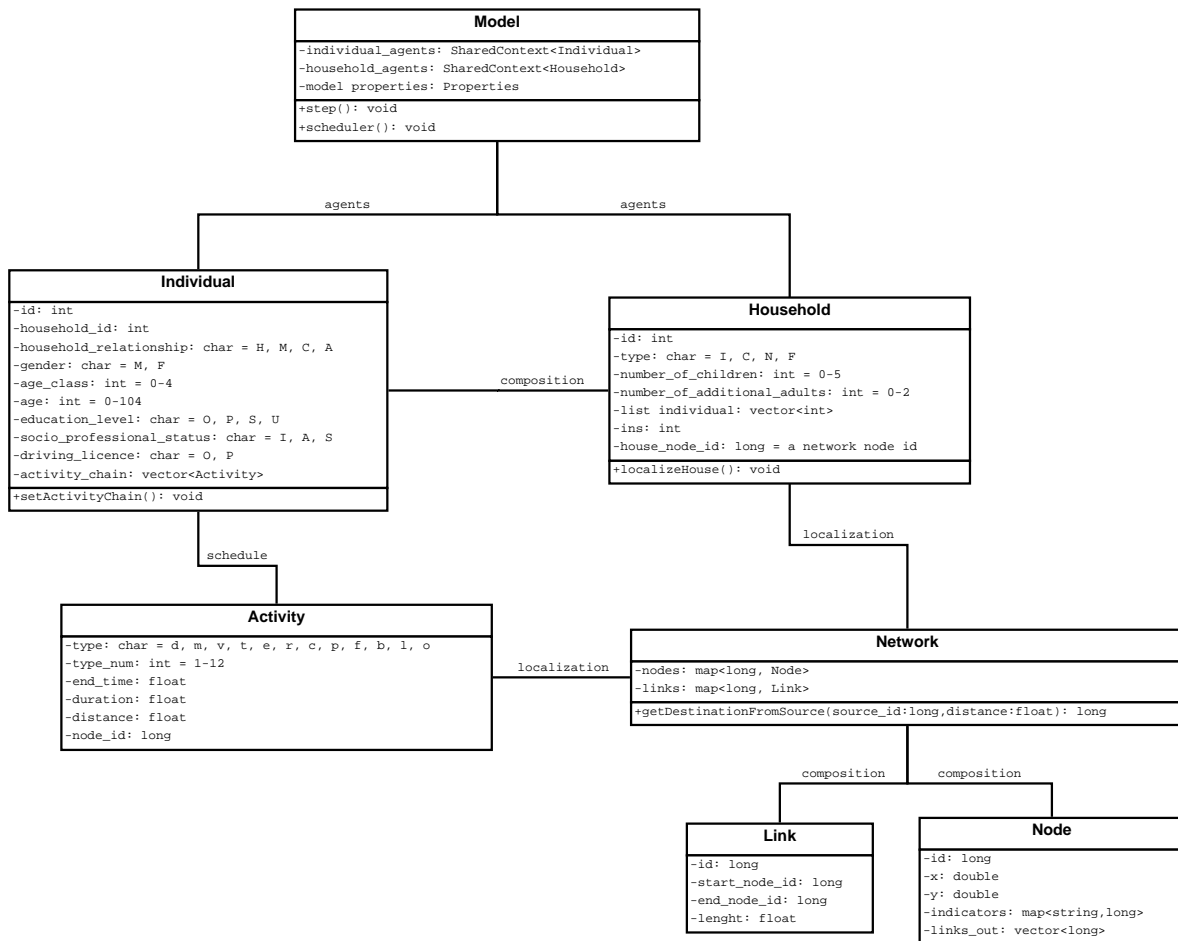 Model
-individual_agents: SharedContext<Individual>
-household_agents: SharedContext<Household>
-model properties: Properties
+step(): void
+scheduler(): void
agents
agents
Individual
-id: int
-household_id: int
-household_relationship: char = H, M, C, A
-gender: char = M, F
-age_class: int = 0-4
-age: int = 0-104
-education_level: char = O, P, S, U
-socio_professional_status: char = I, A, S
-driving_licence: char = O, P
-activity_chain: vector<Activity>
+setActivityChain(): void
composition
Household
-id: int
-type: char = I, C, N, F
-number_of_children: int = 0-5
-number_of_additional_adults: int = 0-2
-list individual: vector<int>
-ins: int
-house_node_id: long = a network node id
+localizeHouse(): void
schedule
localization
Activity
-type: char = d, m, v, t, e, r, c, p, f, b, l, o
-type_num: int = 1-12
-end_time: float
-duration: float
-distance: float
-node_id: long
localization
Network
-nodes: map<long, Node>
-links: map<long, Link>
+getDestinationFromSource(source_id:long,distance:float): long
composition
composition
Link
-id: long
-start_node_id: long
-end_node_id: long
-lenght: float
Node
-id: long
-x: double
-y: double
-indicators: map<string,long>
-links_out: vector<long>